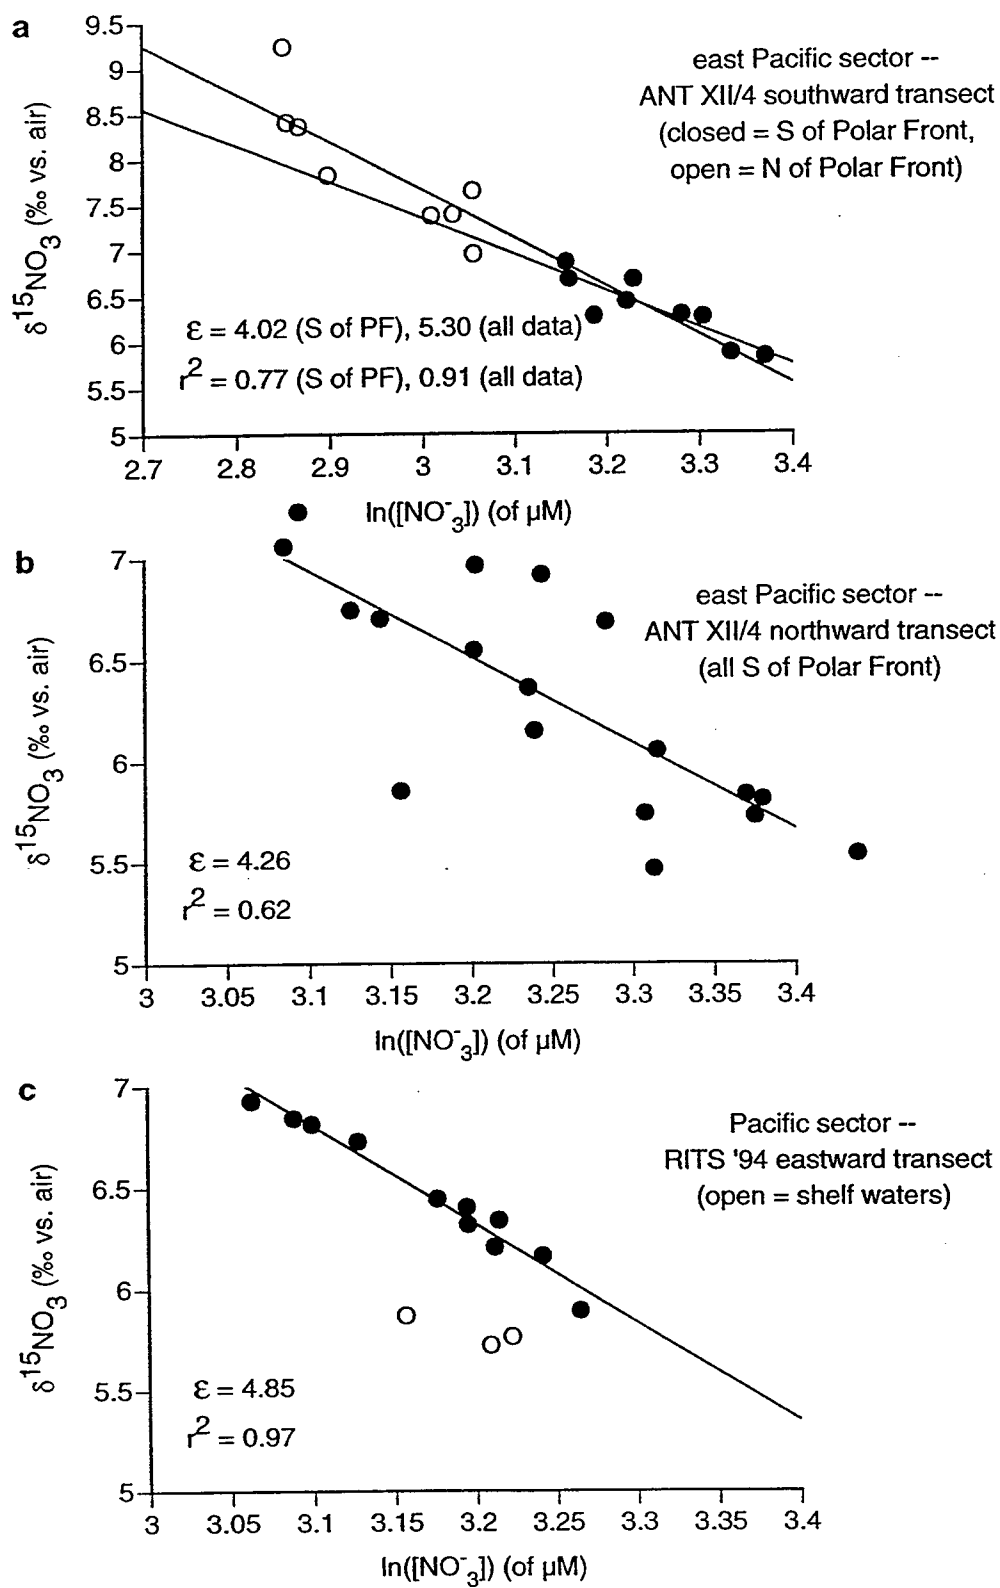 a
9.5
9
8.5
8
7.5
7
6.5
6
5.5
5
δ15NO3 (‰ vs. air)
east Pacific sector --
ANT XII/4 southward transect
(closed = S of Polar Front,
open = N of Polar Front)
ε = 4.02 (S of PF), 5.30 (all data)
r2 = 0.77 (S of PF), 0.91 (all data)
2.7 2.8 2.9 3 3.1 3.2 3.3 3.4
ln([NO-3]) (of µM)
b
7
6.5
6
5.5
5
δ15NO3 (‰ vs. air)
east Pacific sector --
ANT XII/4 northward transect
(all S of Polar Front)
ε = 4.26
r2 = 0.62
3 3.05 3.1 3.15 3.2 3.25 3.3 3.35 3.4
ln([NO-3]) (of µM)
c
7
6.5
6
5.5
5
δ15NO3 (‰ vs. air)
Pacific sector --
RITS '94 eastward transect
(open = shelf waters)
ε = 4.85
r2 = 0.97
3 3.05 3.1 3.15 3.2 3.25 3.3 3.35 3.4
ln([NO-3]) (of µM)